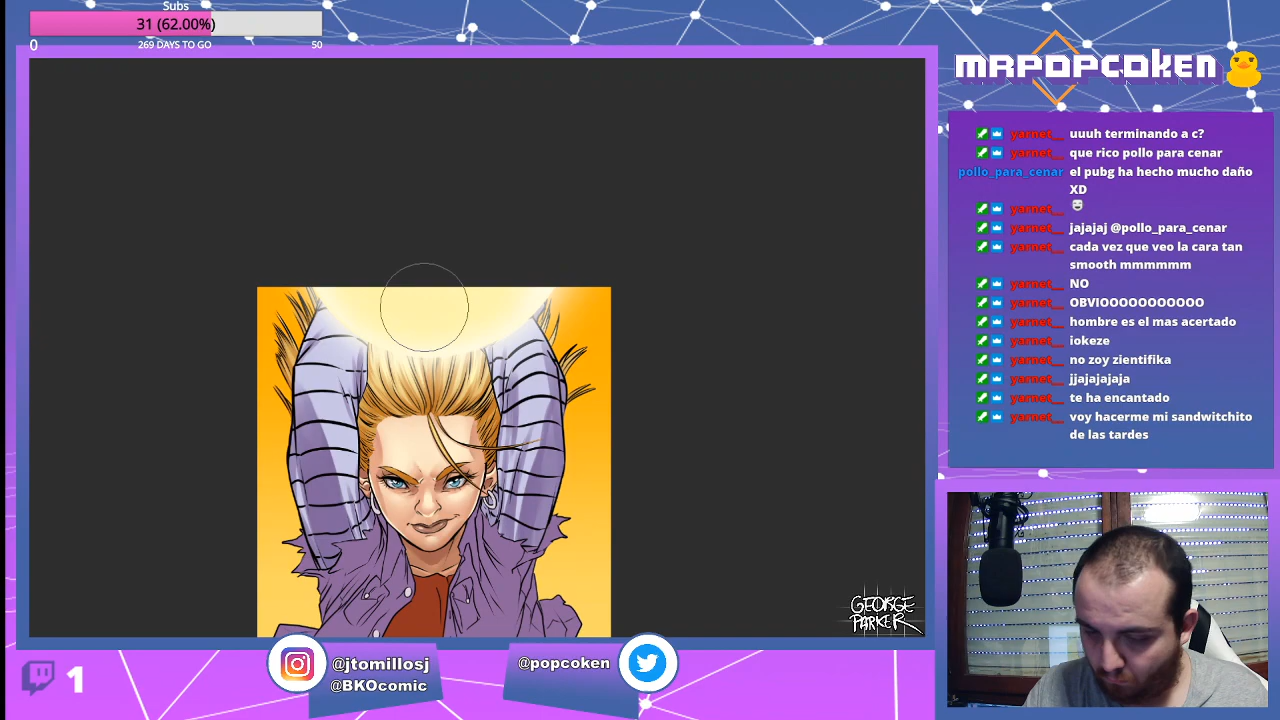 Subs
31 (62.00%)
0
269 DAYS TO GO
50
MRPOPCOKEN
yarnet__ uuuh terminando a c?
yarnet__ que rico pollo para cenar
pollo_para_cenar el pubg ha hecho mucho daño
XD
yarnet__
yarnet__ jajajaj @pollo_para_cenar
yarnet__ cada vez que veo la cara tan
smooth mmmmmm
yarnet__ NO
yarnet__ OBVIOOOOOOOOOO
yarnet__ hombre es el mas acertado
yarnet__ iokeze
yarnet__ no zoy zientifika
yarnet__ jjajajajaja
yarnet__ te ha encantado
yarnet__ voy hacerme mi sandwitchito
de las tardes
GEORGE
PARKER
1
@jtomillosj
@BKOcomic
@popcoken